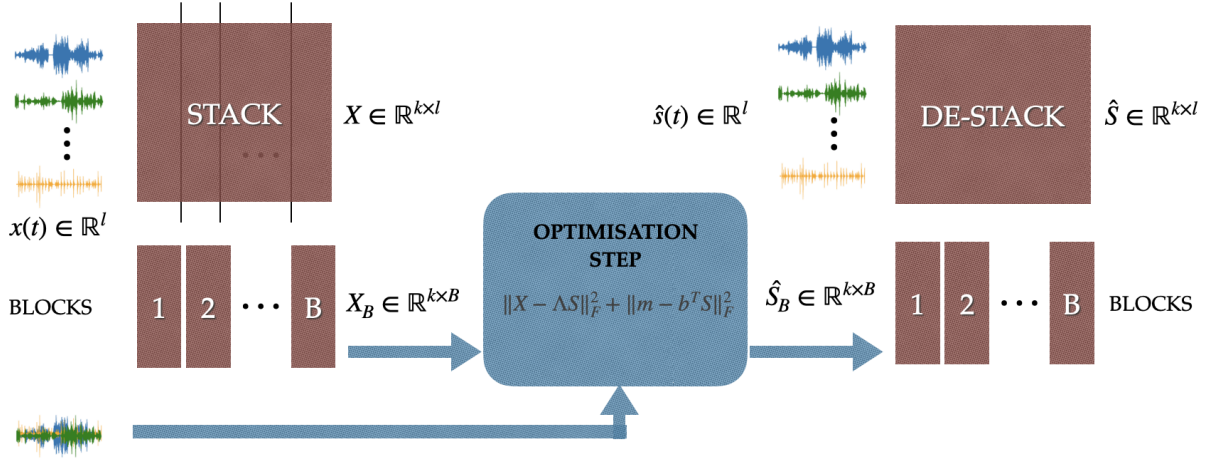 STACK
X ∈ ℝ^{k×l}
x(t) ∈ ℝ^l
BLOCKS
1 2 ••• B
X_B ∈ ℝ^{k×B}
OPTIMISATION
STEP
‖X − ΛS‖²_F + ‖m − b^T S‖²_F
ŝ(t) ∈ ℝ^l
DE-STACK
Ŝ ∈ ℝ^{k×l}
Ŝ_B ∈ ℝ^{k×B}
1 2 ••• B
BLOCKS